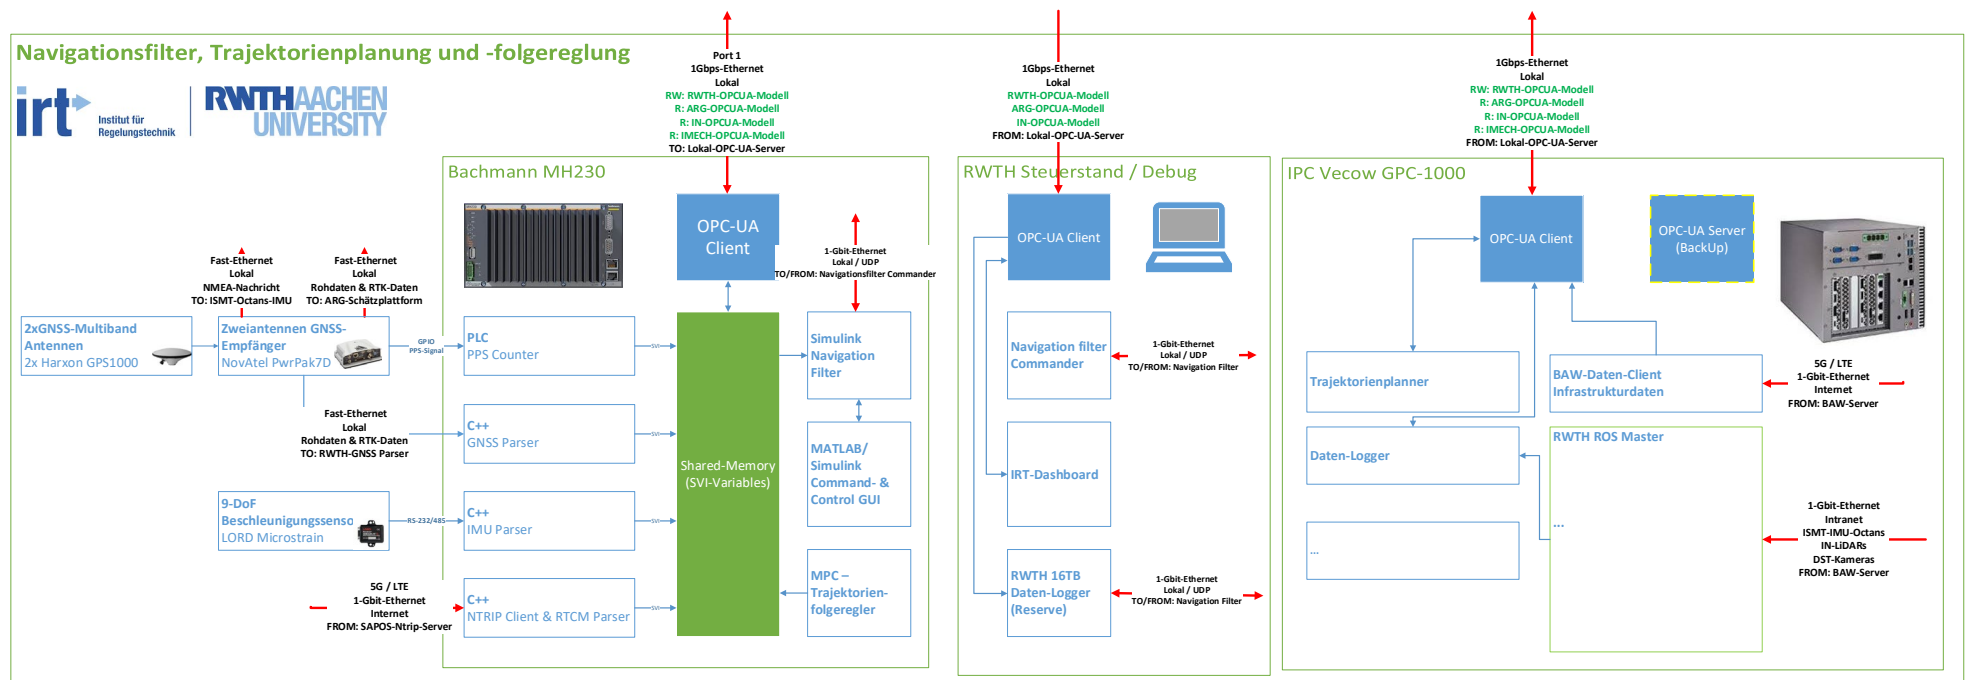 Navigationsfilter, Trajektorienplanung und -folgereglung
irt
Institut für
Regelungstechnik
RWTHAACHEN
UNIVERSITY
Port 1
1Gbps-Ethernet
Lokal
RW: RWTH-OPCUA-Modell
R: ARG-OPCUA-Modell
R: IN-OPCUA-Modell
R: IMECH-OPCUA-Modell
TO: Lokal-OPC-UA-Server
1Gbps-Ethernet
Lokal
RWTH-OPCUA-Modell
ARG-OPCUA-Modell
IN-OPCUA-Modell
FROM: Lokal-OPC-UA-Server
1Gbps-Ethernet
Lokal
RW: RWTH-OPCUA-Modell
R: ARG-OPCUA-Modell
R: IN-OPCUA-Modell
R: IMECH-OPCUA-Modell
FROM: Lokal-OPC-UA-Server
Fast-Ethernet
Lokal
NMEA-Nachricht
TO: ISMT-Octans-IMU
Fast-Ethernet
Lokal
Rohdaten & RTK-Daten
TO: ARG-Schätzplattform
2xGNSS-Multiband
Antennen
2x Harxon GPS1000
Zweiantennen GNSS-
Empfänger
NovAtel PwrPak7D
GPIO
PPS-Signal
Fast-Ethernet
Lokal
Rohdaten & RTK-Daten
TO: RWTH-GNSS Parser
9-DoF
Beschleunigungssenso
LORD Microstrain
RS-232/485
5G / LTE
1-Gbit-Ethernet
Internet
FROM: SAPOS-Ntrip-Server
Bachmann MH230
OPC-UA
Client
1-Gbit-Ethernet
Lokal / UDP
TO/FROM: Navigationsfilter Commander
PLC
PPS Counter
SVI
C++
GNSS Parser
SVI
C++
IMU Parser
SVI
C++
NTRIP Client & RTCM Parser
SVI
Shared-Memory
(SVI-Variables)
Simulink
Navigation
Filter
MATLAB/
Simulink
Command- &
Control GUI
MPC –
Trajektorien-
folgeregler
RWTH Steuerstand / Debug
OPC-UA Client
Navigation filter
Commander
1-Gbit-Ethernet
Lokal / UDP
TO/FROM: Navigation Filter
IRT-Dashboard
RWTH 16TB
Daten-Logger
(Reserve)
1-Gbit-Ethernet
Lokal / UDP
TO/FROM: Navigation Filter
IPC Vecow GPC-1000
OPC-UA Client
OPC-UA Server
(BackUp)
Trajektorienplanner
BAW-Daten-Client
Infrastrukturdaten
5G / LTE
1-Gbit-Ethernet
Internet
FROM: BAW-Server
Daten-Logger
...
RWTH ROS Master
...
1-Gbit-Ethernet
Intranet
ISMT-IMU-Octans
IN-LiDARs
DST-Kameras
FROM: BAW-Server